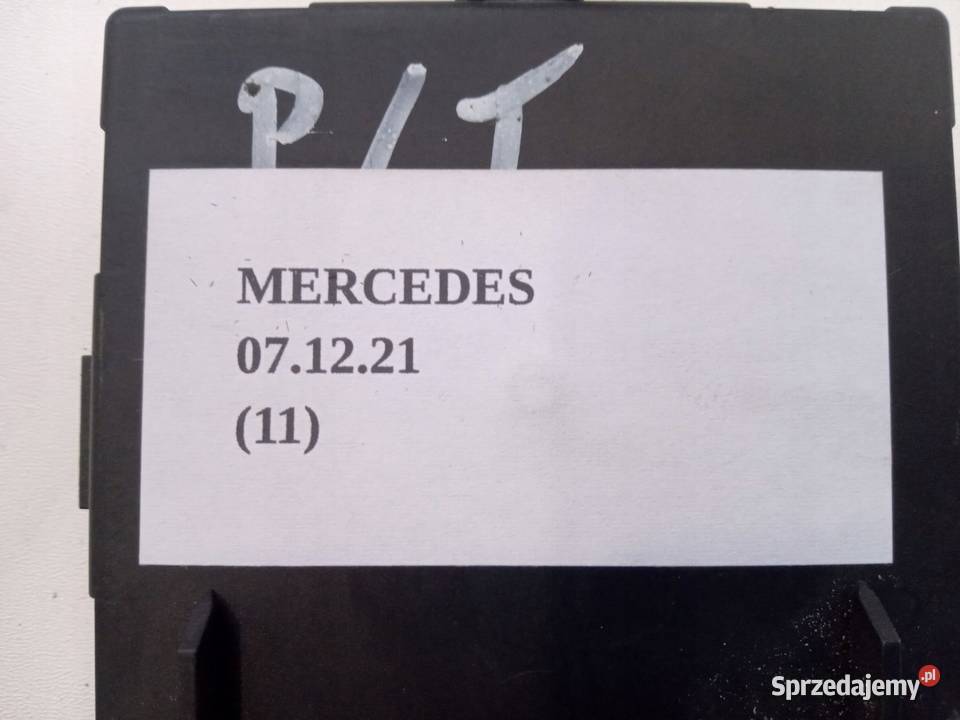 P/T
MERCEDES
07.12.21
(11)
Sprzedajemy.pl